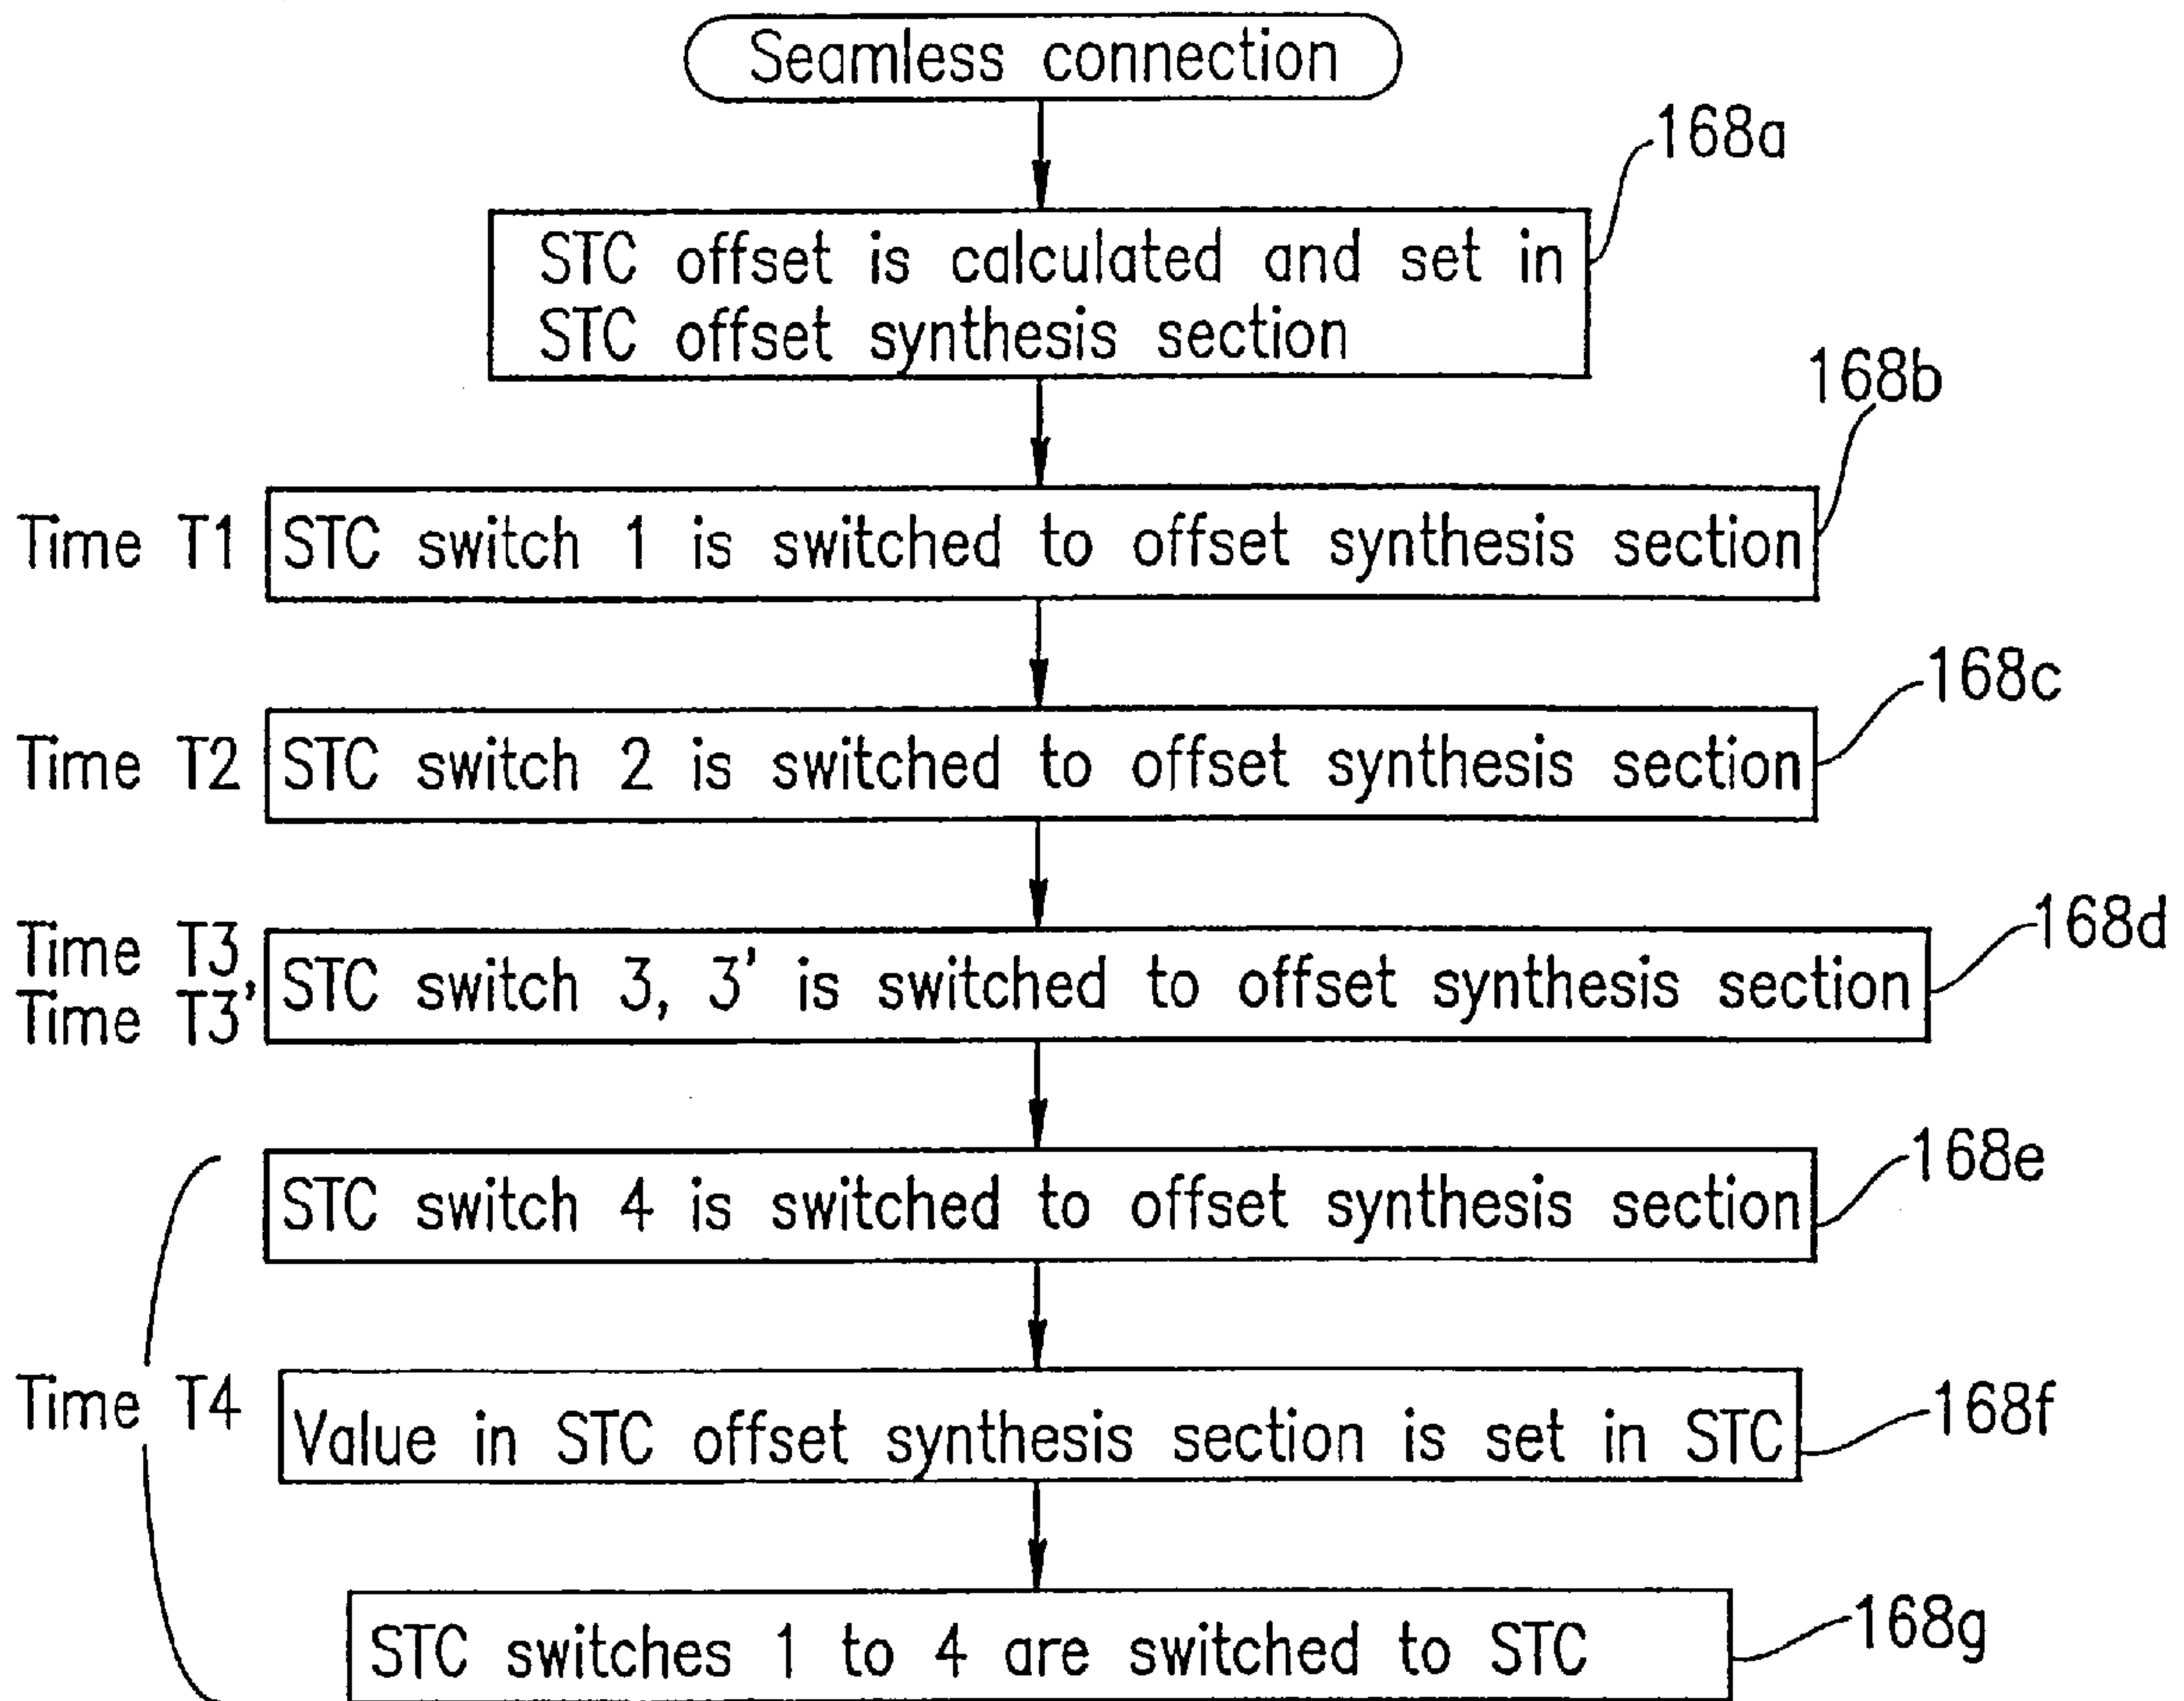 Seamless connection
168a
STC offset is calculated and set in
STC offset synthesis section
168b
Time T1
STC switch 1 is switched to offset synthesis section
168c
Time T2
STC switch 2 is switched to offset synthesis section
168d
Time T3,
Time T3'
STC switch 3, 3' is switched to offset synthesis section
168e
STC switch 4 is switched to offset synthesis section
Time T4
168f
Value in STC offset synthesis section is set in STC
168g
STC switches 1 to 4 are switched to STC